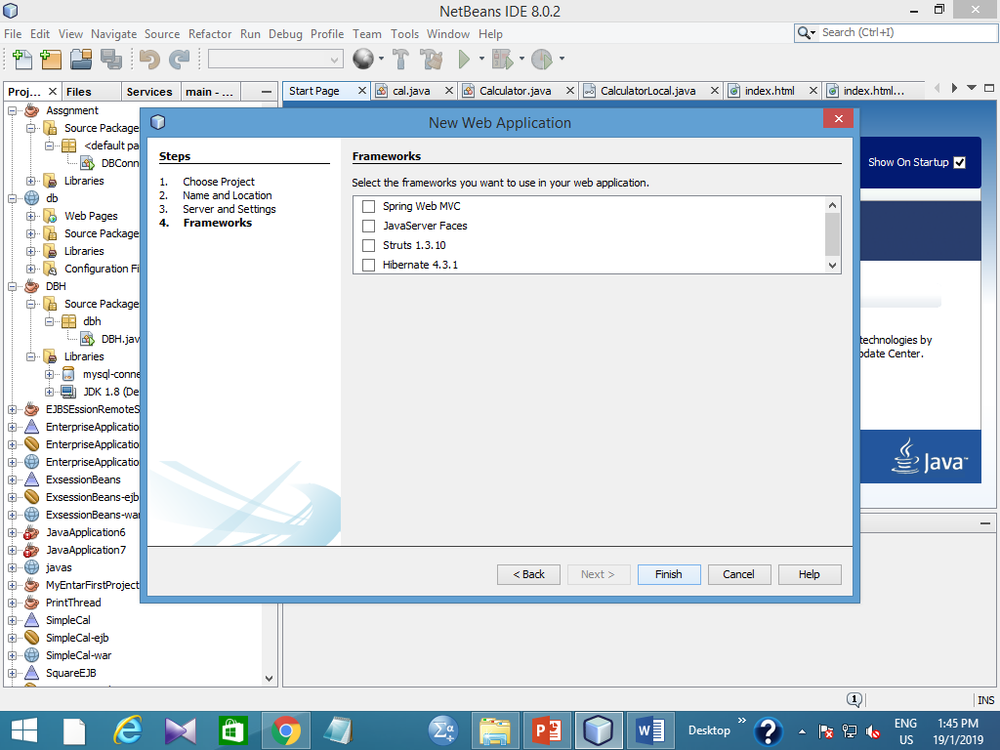 NetBeans IDE 8.0.2
File Edit View Navigate Source Refactor Run Debug Profile Team Tools Window Help
Search (Ctrl+I)
Proj... Files Services main - ...
Start Page cal.java Calculator.java CalculatorLocal.java index.html index.html...
Assgnment
Source Package
<default pa
DBConn
Libraries
db
Web Pages
Source Package
Libraries
Configuration Fi
DBH
Source Package
dbh
DBH.jav
Libraries
mysql-conne
JDK 1.8 (De
EJBSEssionRemoteS
EnterpriseApplicatio
EnterpriseApplicatio
EnterpriseApplicatio
ExsessionBeans
ExsessionBeans-ejb
ExsessionBeans-war
JavaApplication6
JavaApplication7
javas
MyEntarFirstProject
PrintThread
SimpleCal
SimpleCal-ejb
SimpleCal-war
SquareEJB
New Web Application
Steps
1. Choose Project
2. Name and Location
3. Server and Settings
4. Frameworks
Frameworks
Select the frameworks you want to use in your web application.
Spring Web MVC
JavaServer Faces
Struts 1.3.10
Hibernate 4.3.1
< Back Next > Finish Cancel Help
Show On Startup
technologies by
pdate Center.
Java
1
INS
Desktop
ENG
US
1:45 PM
19/1/2019